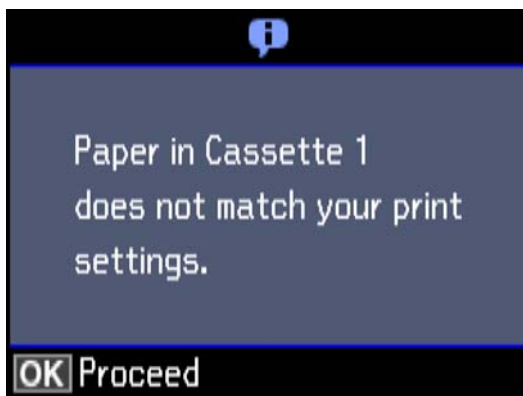 Paper in Cassette 1
does not match your print
settings.
OK Proceed